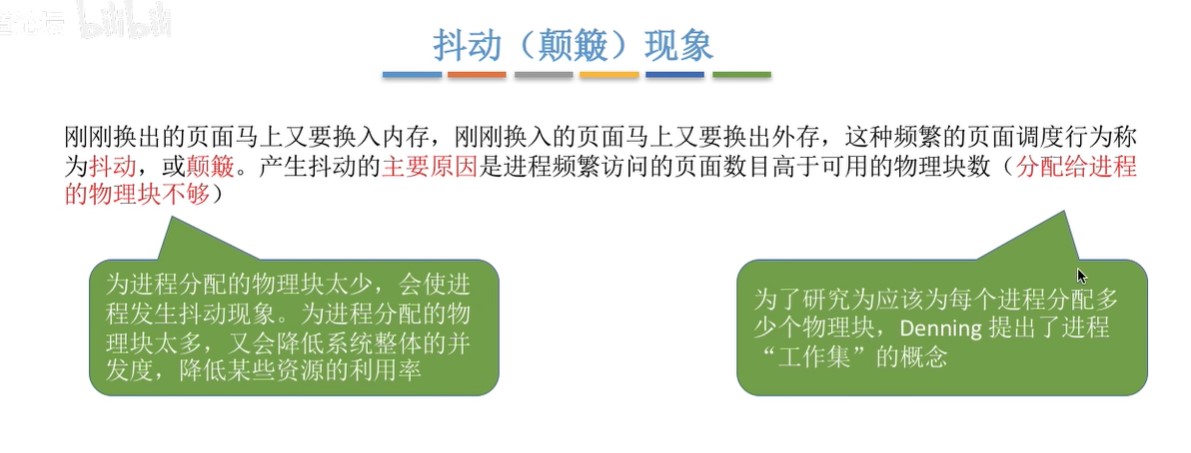 bilibili
抖动（颠簸）现象
刚刚换出的页面马上又要换入内存，刚刚换入的页面马上又要换出外存，这种频繁的页面调度行为称
为抖动，或颠簸。产生抖动的主要原因是进程频繁访问的页面数目高于可用的物理块数（分配给进程
的物理块不够）
为进程分配的物理块太少，会使进
程发生抖动现象。为进程分配的物
理块太多，又会降低系统整体的并
发度，降低某些资源的利用率
为了研究为应该为每个进程分配多
少个物理块，Denning 提出了进程
“工作集”的概念